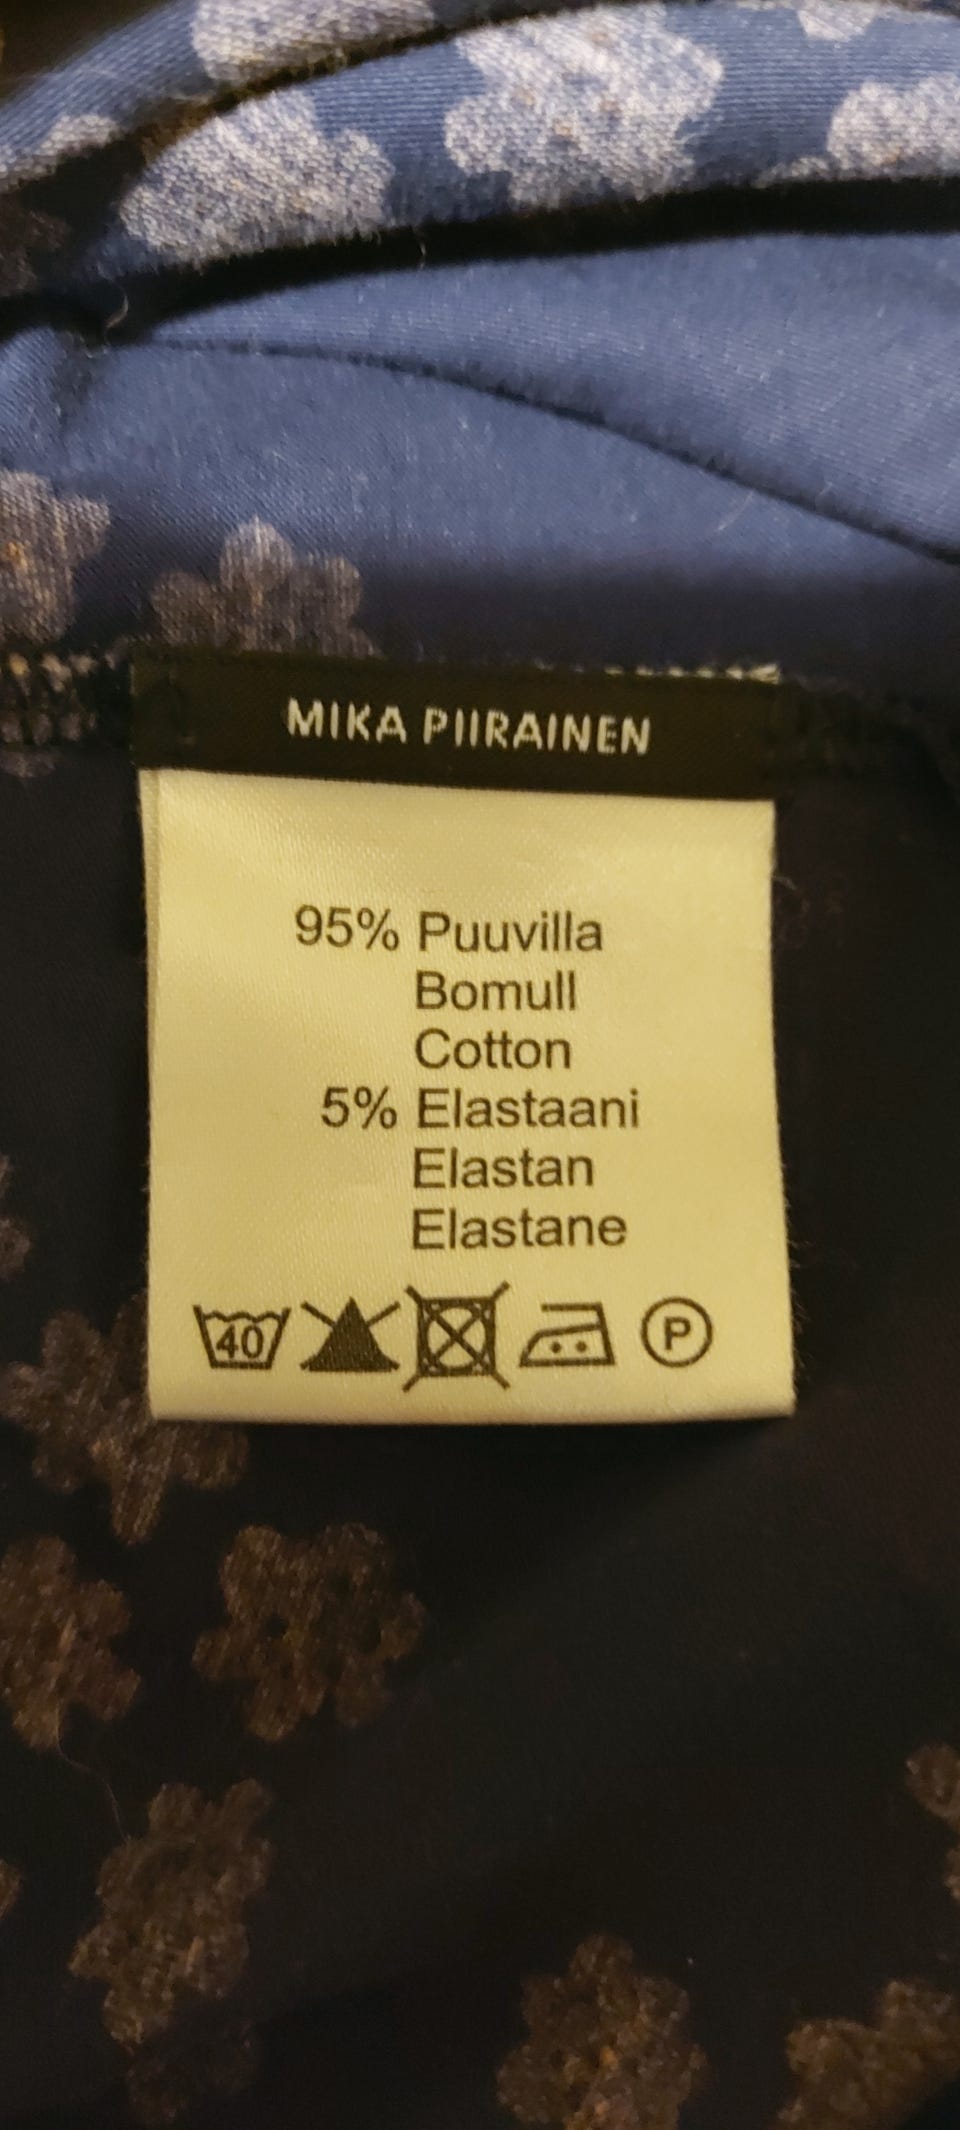 MIKA PIIRAINEN
95% Puuvilla
Bomull
Cotton
5% Elastaani
Elastan
Elastane
40 P